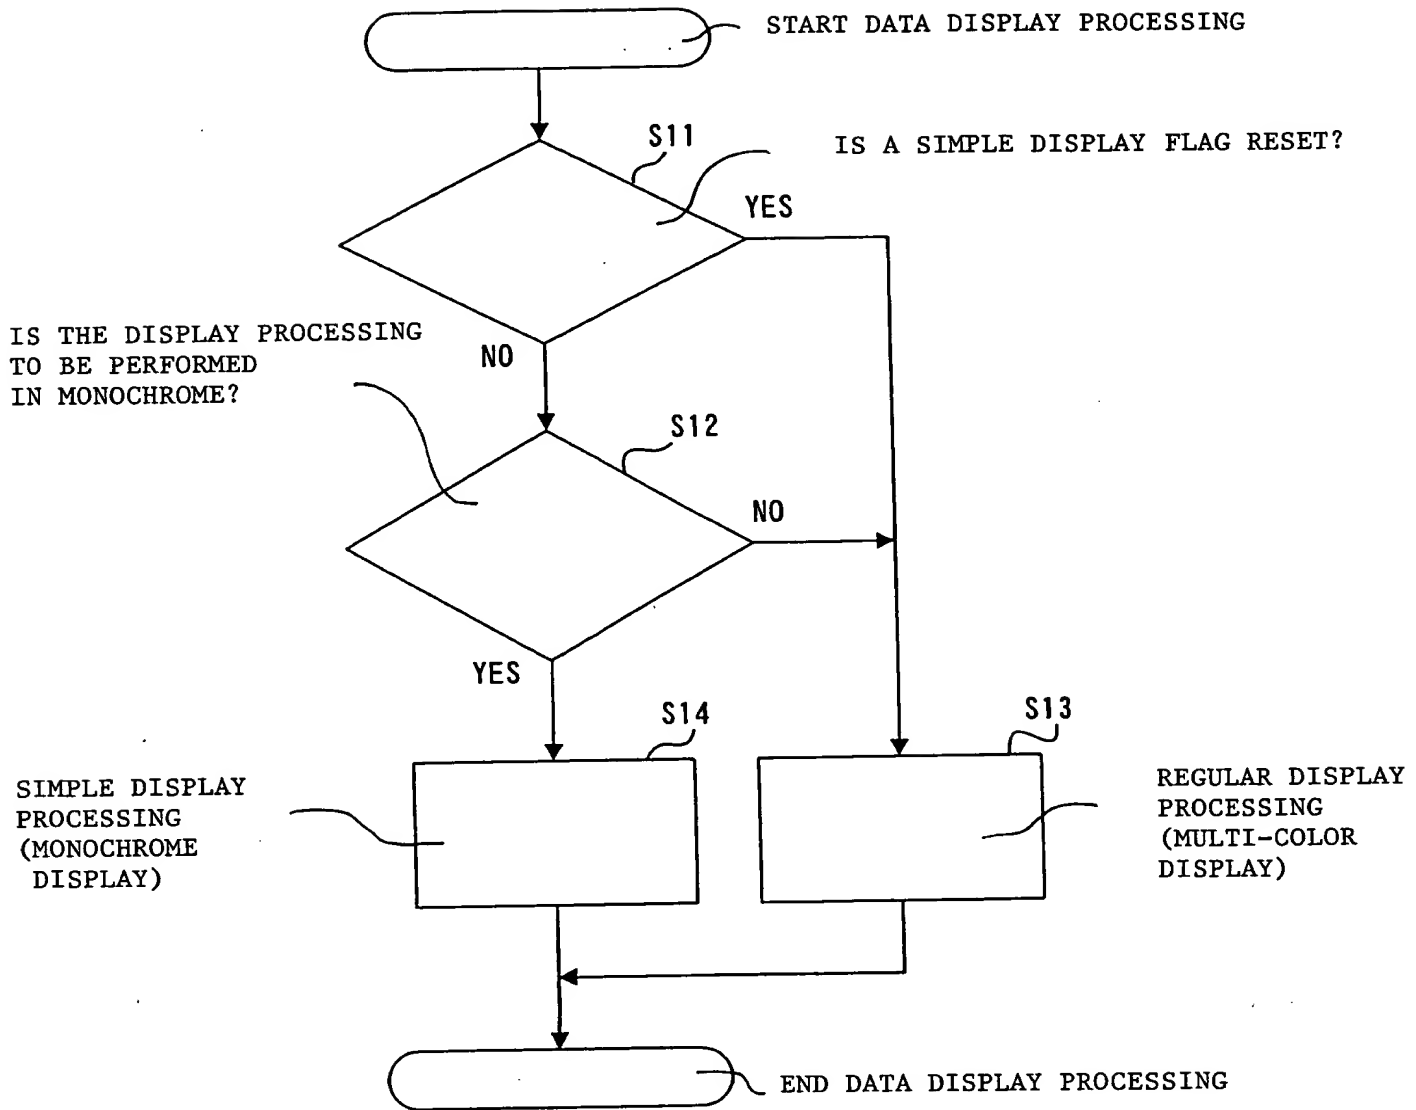 START DATA DISPLAY PROCESSING
S11
IS A SIMPLE DISPLAY FLAG RESET?
YES
IS THE DISPLAY PROCESSING
TO BE PERFORMED
IN MONOCHROME?
NO
S12
NO
YES
S14
S13
SIMPLE DISPLAY
PROCESSING
(MONOCHROME
DISPLAY)
REGULAR DISPLAY
PROCESSING
(MULTI-COLOR
DISPLAY)
END DATA DISPLAY PROCESSING